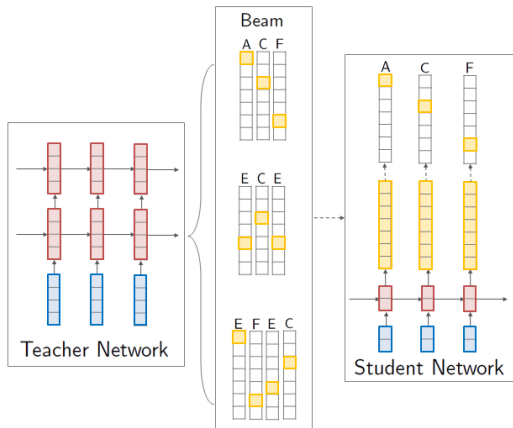 Beam
A C F
E C E
E F E C
Teacher Network
A C F
Student Network